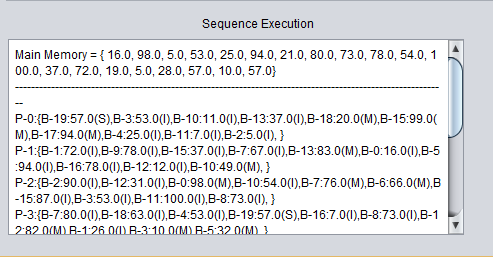 Sequence Execution
Main Memory = { 16.0, 98.0, 5.0, 53.0, 25.0, 94.0, 21.0, 80.0, 73.0, 78.0, 54.0, 1
00.0, 37.0, 72.0, 19.0, 5.0, 28.0, 57.0, 10.0, 57.0}
--------------------------------------------------------------------------------------------------------
--
P-0:{B-19:57.0(S),B-3:53.0(I),B-10:11.0(I),B-13:37.0(I),B-18:20.0(M),B-15:99.0(
M),B-17:94.0(M),B-4:25.0(I),B-11:7.0(I),B-2:5.0(I), }
P-1:{B-1:72.0(I),B-9:78.0(I),B-15:37.0(I),B-7:67.0(I),B-13:83.0(M),B-0:16.0(I),B-5
:94.0(I),B-16:78.0(I),B-12:12.0(I),B-10:49.0(M), }
P-2:{B-2:90.0(I),B-12:31.0(I),B-0:98.0(M),B-10:54.0(I),B-7:76.0(M),B-6:66.0(M),B
-15:87.0(I),B-3:53.0(I),B-11:100.0(I),B-8:73.0(I), }
P-3:{B-7:80.0(I),B-18:63.0(I),B-4:53.0(I),B-19:57.0(S),B-16:7.0(I),B-8:73.0(I),B-1
2:82.0(M),B-1:26.0(I),B-3:10.0(M),B-5:32.0(M), }